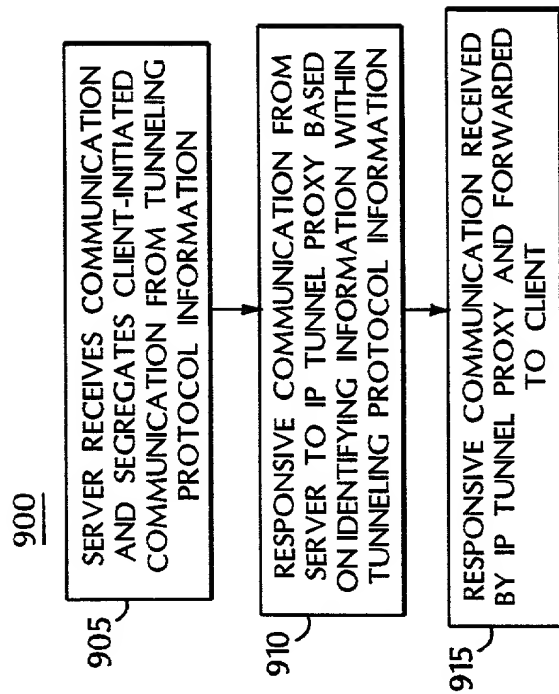 900
905
SERVER RECEIVES COMMUNICATION
AND SEGREGATES CLIENT-INITIATED
COMMUNICATION FROM TUNNELING
PROTOCOL INFORMATION
910
RESPONSIVE COMMUNICATION FROM
SERVER TO IP TUNNEL PROXY BASED
ON IDENTIFYING INFORMATION WITHIN
TUNNELING PROTOCOL INFORMATION
915
RESPONSIVE COMMUNICATION RECEIVED
BY IP TUNNEL PROXY AND FORWARDED
TO CLIENT